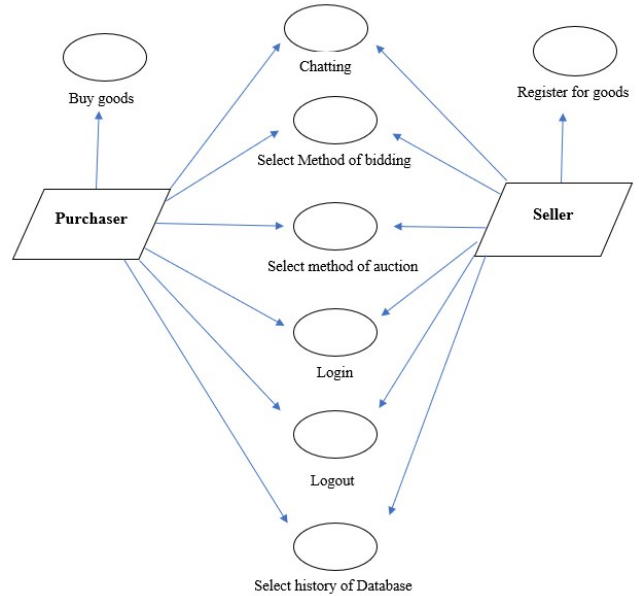 Chatting
Buy goods
Register for goods
Select Method of bidding
Purchaser
Seller
Select method of auction
Login
Logout
Select history of Database